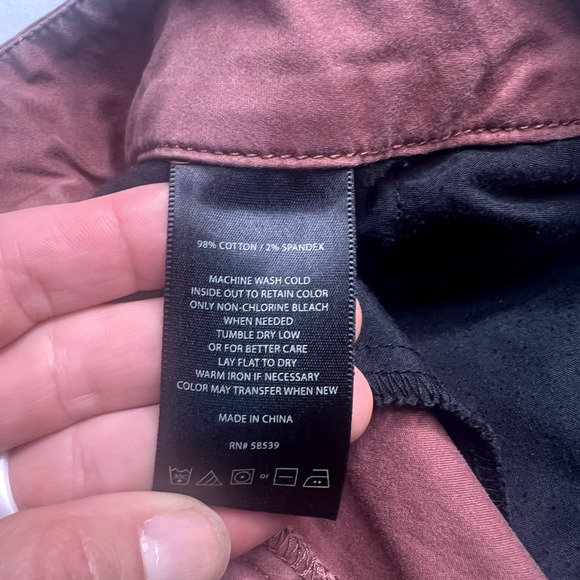 98% COTTON / 2% SPANDEX
MACHINE WASH COLD
INSIDE OUT TO RETAIN COLOR
ONLY NON-CHLORINE BLEACH
WHEN NEEDED
TUMBLE DRY LOW
OR FOR BETTER CARE
LAY FLAT TO DRY
WARM IRON IF NECESSARY
COLOR MAY TRANSFER WHEN NEW
MADE IN CHINA
RN# 58539
or